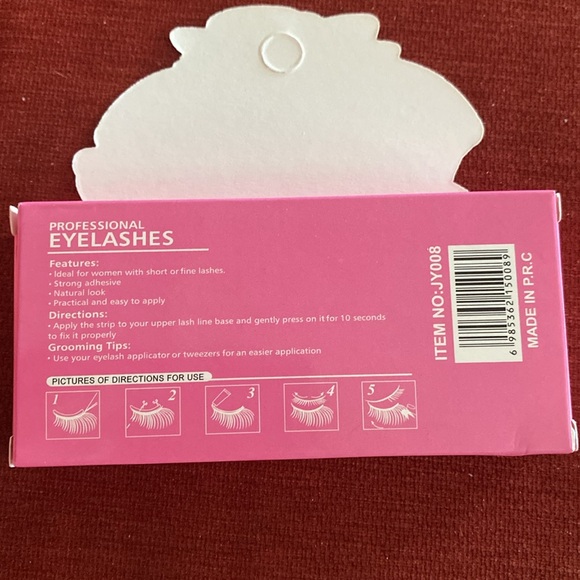 PROFESSIONAL
EYELASHES
Features:
• Ideal for women with short or fine lashes.
• Strong adhesive
• Natural look
• Practical and easy to apply
Directions:
• Apply the strip to your upper lash line base and gently press on it for 10 seconds
to fix it properly
Grooming Tips:
• Use your eyelash applicator or tweezers for an easier application
PICTURES OF DIRECTIONS FOR USE
1 2 3 4 5
ITEM NO:JY008
6 985362 150089
MADE IN P.R.C